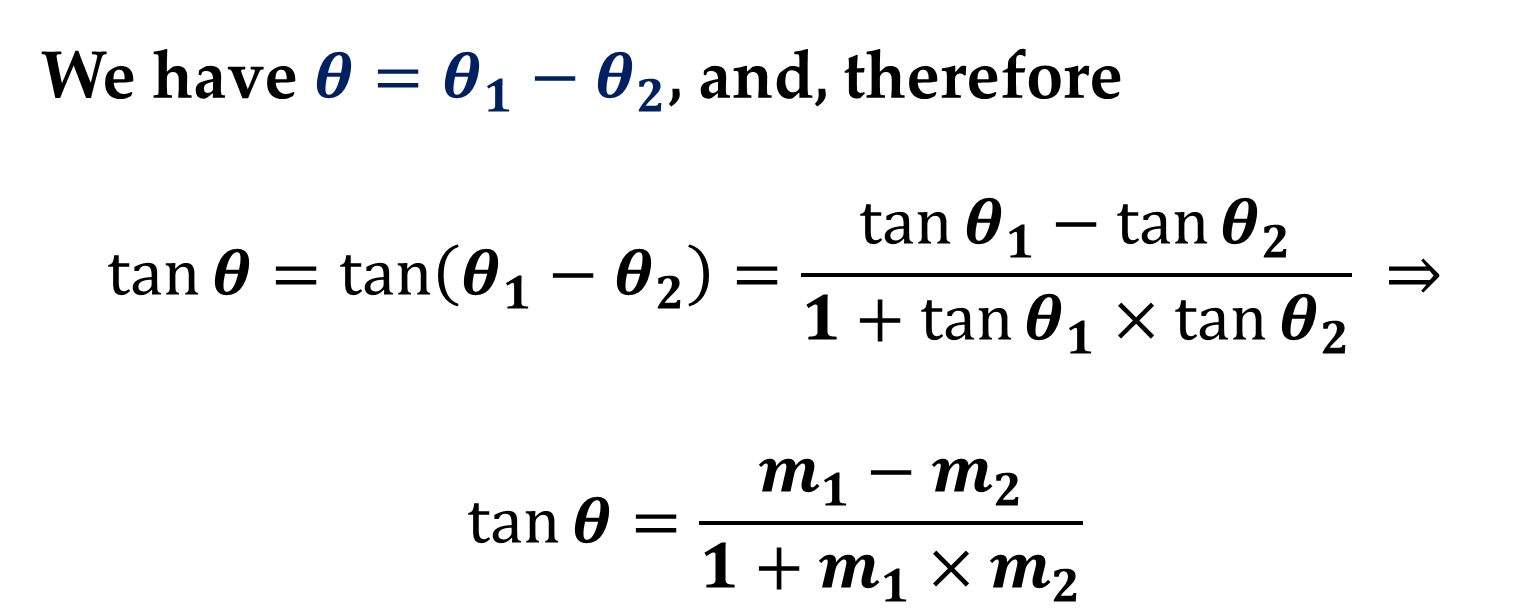 We have θ = θ₁ − θ₂, and, therefore
tan θ = tan(θ₁ − θ₂) = (tan θ₁ − tan θ₂) / (1 + tan θ₁ × tan θ₂) ⇒
tan θ = (m₁ − m₂) / (1 + m₁ × m₂)